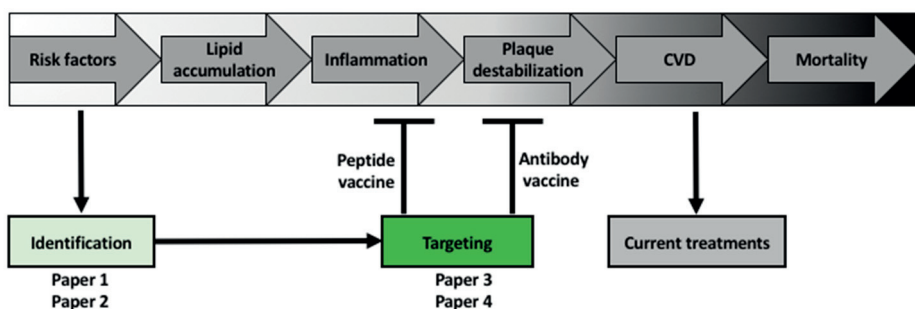 Risk factors
Lipid
accumulation
Inflammation
Plaque
destabilization
CVD
Mortality
Peptide
vaccine
Antibody
vaccine
Identification
Targeting
Current treatments
Paper 1
Paper 2
Paper 3
Paper 4